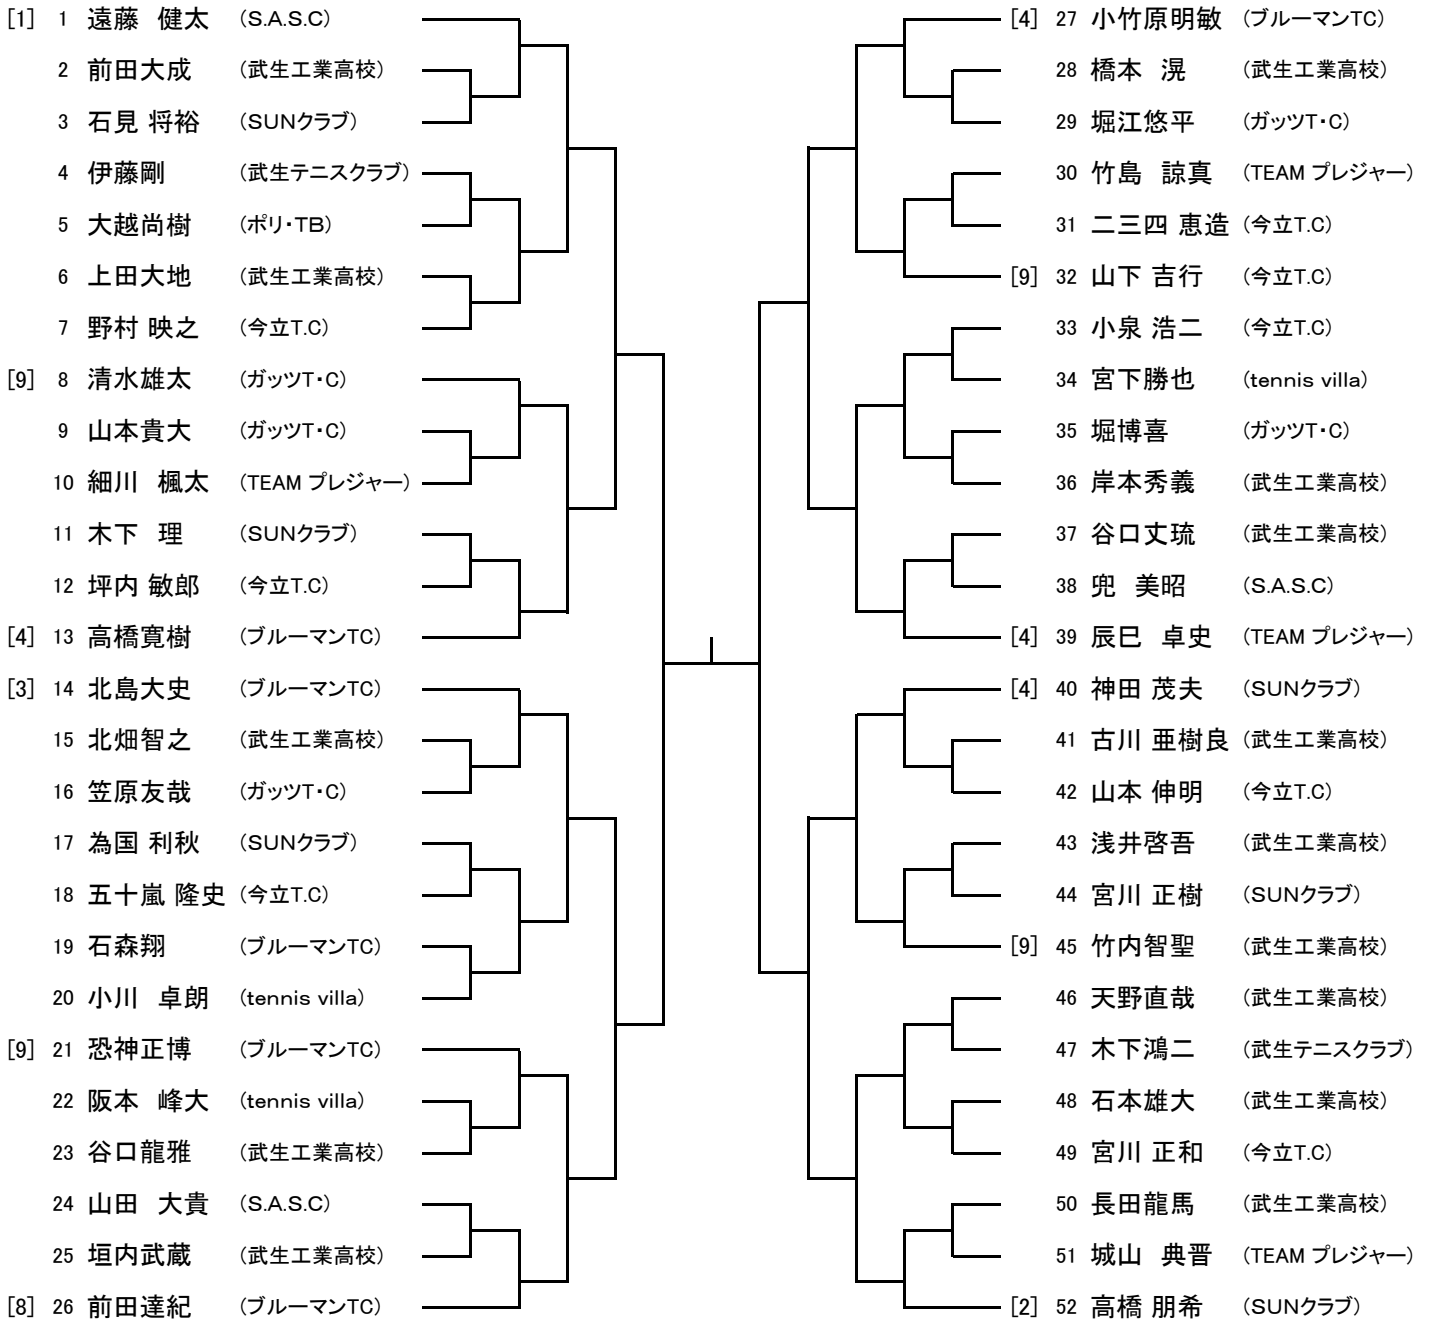 [1] 1 遠藤　健太 (S.A.S.C)
2 前田大成 (武生工業高校)
3 石見 将裕 (SUNクラブ)
4 伊藤剛 (武生テニスクラブ)
5 大越尚樹 (ポリ・TB)
6 上田大地 (武生工業高校)
7 野村 映之 (今立T.C)
[9] 8 清水雄太 (ガッツT・C)
9 山本貴大 (ガッツT・C)
10 細川　楓太 (TEAM プレジャー)
11 木下　理 (SUNクラブ)
12 坪内 敏郎 (今立T.C)
[4] 13 高橋寛樹 (ブルーマンTC)
[3] 14 北島大史 (ブルーマンTC)
15 北畑智之 (武生工業高校)
16 笠原友哉 (ガッツT・C)
17 為国 利秋 (SUNクラブ)
18 五十嵐 隆史 (今立T.C)
19 石森翔 (ブルーマンTC)
20 小川　卓朗 (tennis villa)
[9] 21 恐神正博 (ブルーマンTC)
22 阪本　峰大 (tennis villa)
23 谷口龍雅 (武生工業高校)
24 山田　大貴 (S.A.S.C)
25 垣内武蔵 (武生工業高校)
[8] 26 前田達紀 (ブルーマンTC)
[4] 27 小竹原明敏 (ブルーマンTC)
28 橋本　滉 (武生工業高校)
29 堀江悠平 (ガッツT・C)
30 竹島　諒真 (TEAM プレジャー)
31 二三四 恵造 (今立T.C)
[9] 32 山下 吉行 (今立T.C)
33 小泉 浩二 (今立T.C)
34 宮下勝也 (tennis villa)
35 堀博喜 (ガッツT・C)
36 岸本秀義 (武生工業高校)
37 谷口丈琉 (武生工業高校)
38 兜　美昭 (S.A.S.C)
[4] 39 辰巳　卓史 (TEAM プレジャー)
[4] 40 神田 茂夫 (SUNクラブ)
41 古川 亜樹良 (武生工業高校)
42 山本 伸明 (今立T.C)
43 浅井啓吾 (武生工業高校)
44 宮川 正樹 (SUNクラブ)
[9] 45 竹内智聖 (武生工業高校)
46 天野直哉 (武生工業高校)
47 木下鴻二 (武生テニスクラブ)
48 石本雄大 (武生工業高校)
49 宮川 正和 (今立T.C)
50 長田龍馬 (武生工業高校)
51 城山　典晋 (TEAM プレジャー)
[2] 52 高橋 朋希 (SUNクラブ)